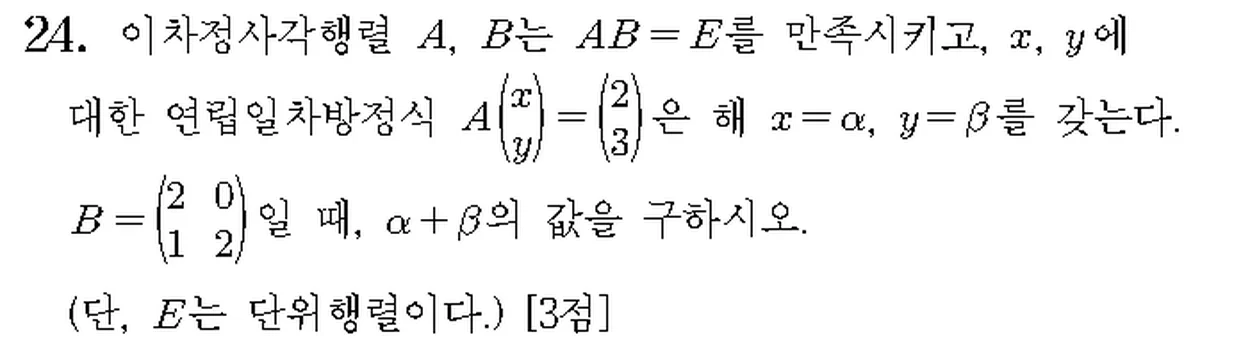 24. 이차정사각행렬 A, B는 AB=E를 만족시키고, x, y에
대한 연립일차방정식 A(x y)=(2 3)은 해 x=α, y=β를 갖는다.
B=(2 0 1 2)일 때, α+β의 값을 구하시오.
(단, E는 단위행렬이다.) [3점]